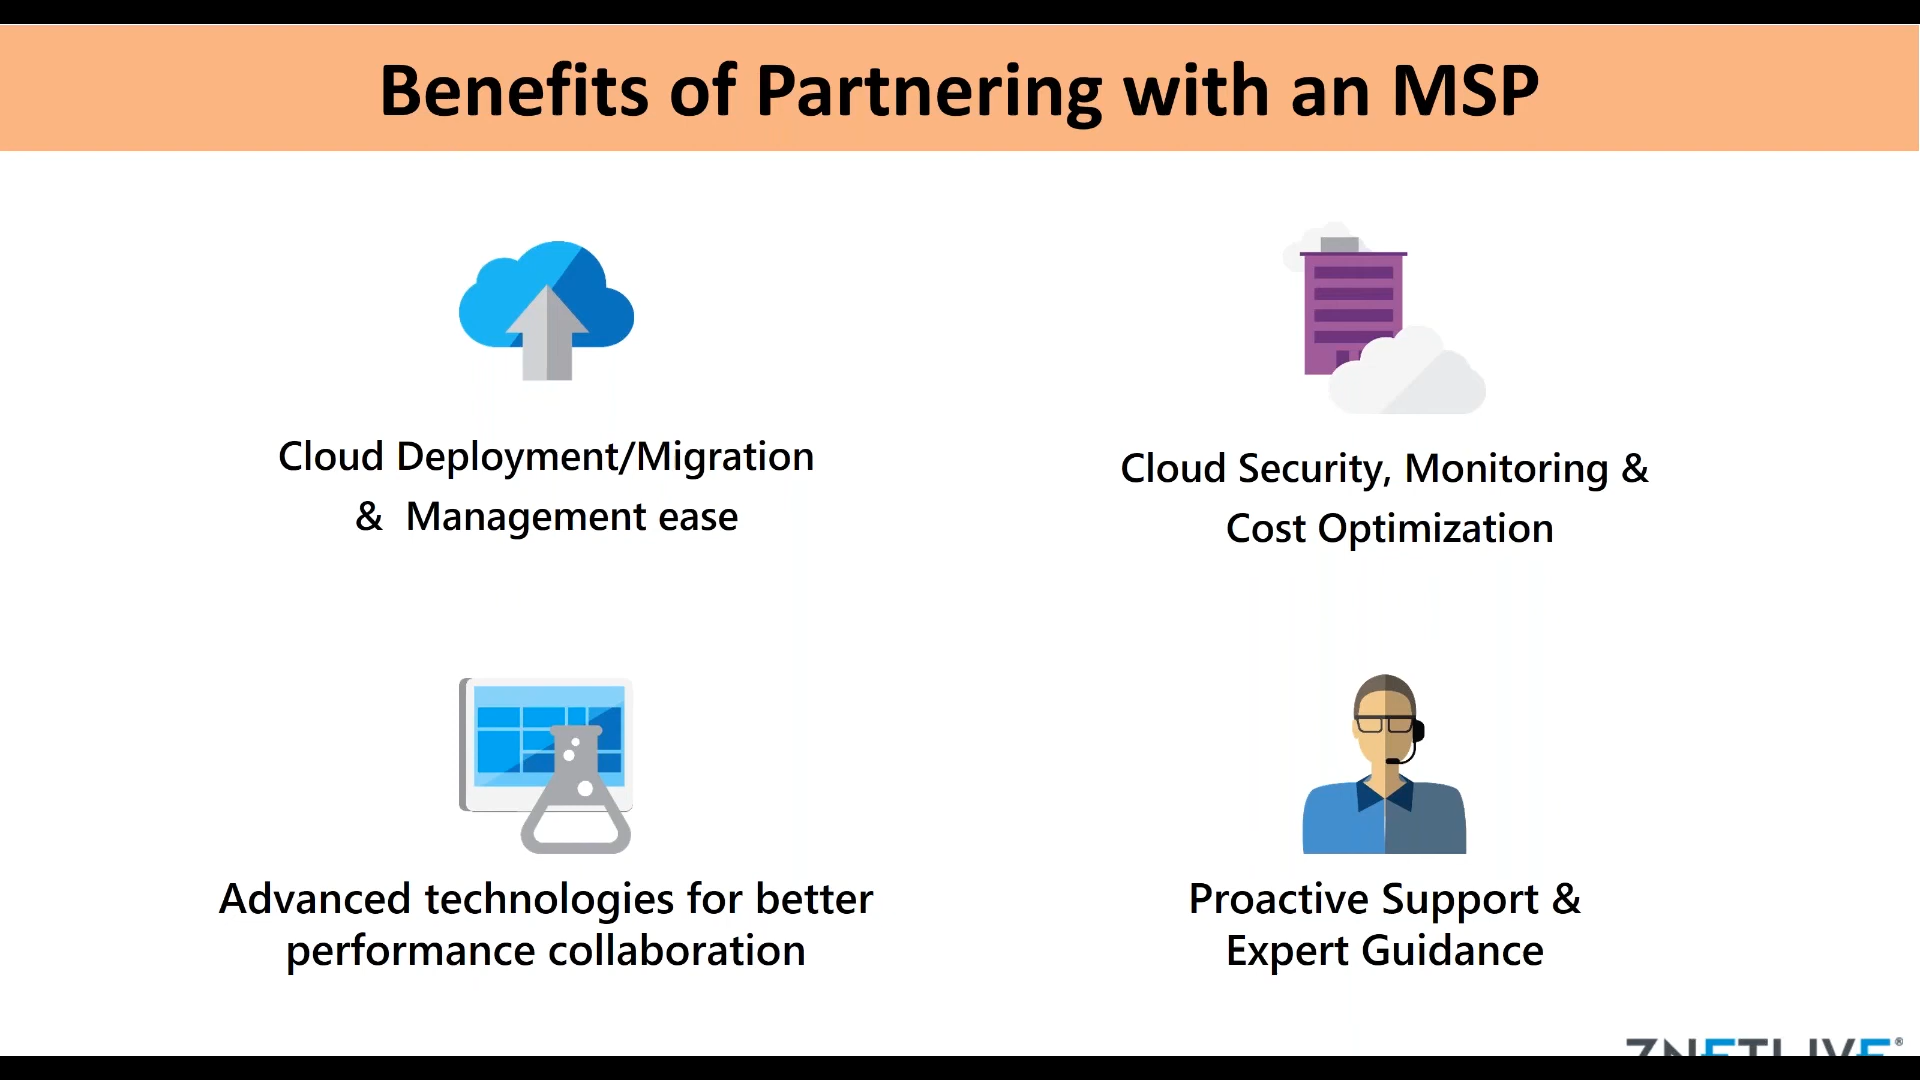 Benefits of Partnering with an MSP
Cloud Deployment/Migration
& Management ease
Cloud Security, Monitoring &
Cost Optimization
Advanced technologies for better
performance collaboration
Proactive Support &
Expert Guidance
ZNETLIVE®